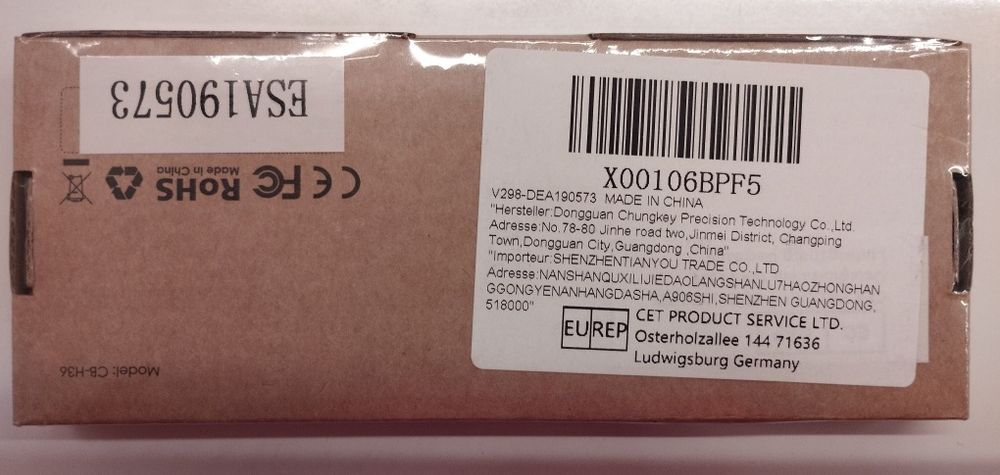 ESA190573
CE FC RoHS
Made in China
Model: CB-H36
X00106BPF5
V298-DEA190573 MADE IN CHINA
"Hersteller:Dongguan Chungkey Precision Technology Co.,Ltd.
Adresse:No.78-80 Jinhe road two,Jinmei District, Changping
Town,Dongguan City,Guangdong ,China"
"Importeur:SHENZHENTIANYOU TRADE CO.,LTD
Adresse:NANSHANQUXILIJIEDAOLANGSHANLU7HAOZHONGHAN
GGONGYENANHANGDASHA,A906SHI,SHENZHEN GUANGDONG,
518000"
EU REP
CET PRODUCT SERVICE LTD.
Osterholzallee 144 71636
Ludwigsburg Germany